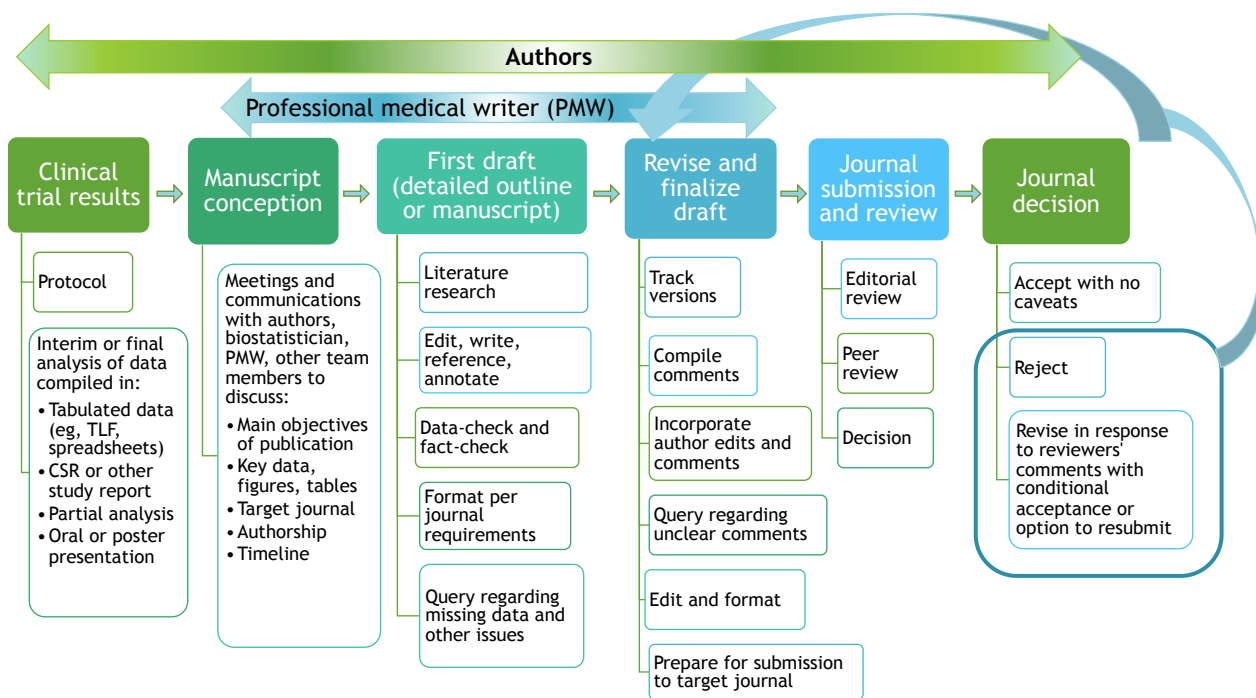 Authors
Professional medical writer (PMW)
Clinical
trial results
Manuscript
conception
First draft
(detailed outline
or manuscript)
Revise and
finalize
draft
Journal
submission
and review
Journal
decision
Protocol
Interim or final
analysis of data
compiled in:
• Tabulated data
(eg, TLF,
spreadsheets)
• CSR or other
study report
• Partial analysis
• Oral or poster
presentation
Meetings and
communications
with authors,
biostatistician,
PMW, other team
members to
discuss:
• Main objectives
of publication
• Key data,
figures, tables
• Target journal
• Authorship
• Timeline
Literature
research
Edit, write,
reference,
annotate
Data-check and
fact-check
Format per
journal
requirements
Query regarding
missing data and
other issues
Track
versions
Compile
comments
Incorporate
author edits and
comments
Query regarding
unclear comments
Edit and format
Prepare for submission
to target journal
Editorial
review
Peer
review
Decision
Accept with no
caveats
Reject
Revise in response
to reviewers'
comments with
conditional
acceptance or
option to resubmit